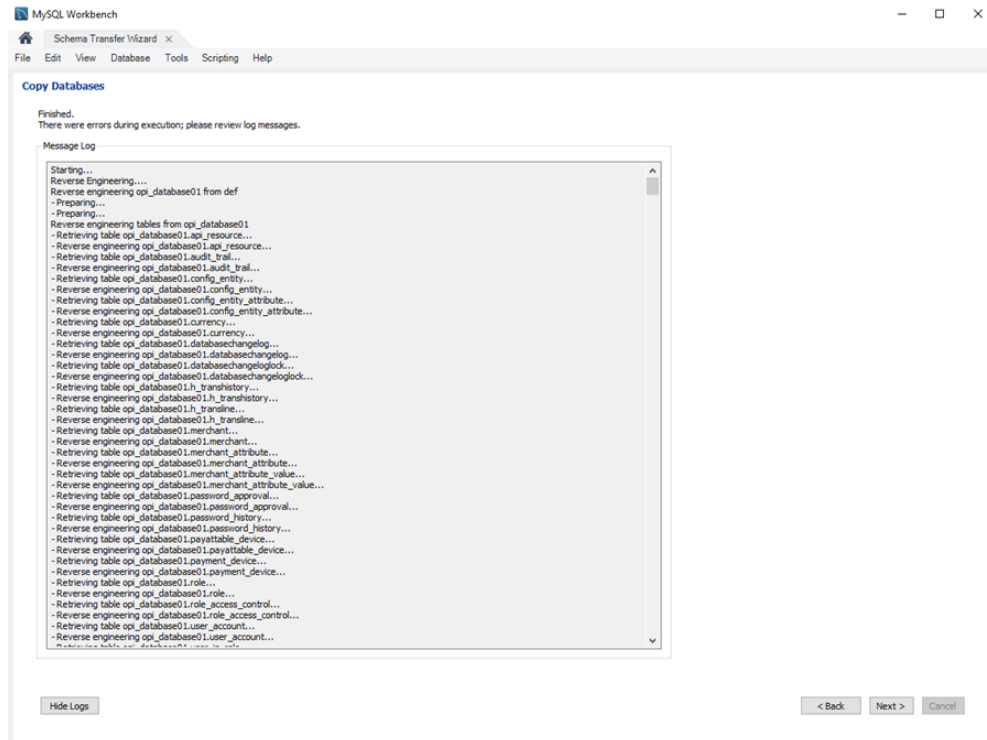 MySQL Workbench
Schema Transfer Wizard ×
File Edit View Database Tools Scripting Help
Copy Databases
Finished.
There were errors during execution; please review log messages.
Message Log
Starting...
Reverse Engineering....
Reverse engineering opi_database01 from def
- Preparing...
- Preparing...
Reverse engineering tables from opi_database01
- Retrieving table opi_database01.api_resource...
- Reverse engineering opi_database01.api_resource...
- Retrieving table opi_database01.audit_trail...
- Reverse engineering opi_database01.audit_trail...
- Retrieving table opi_database01.config_entity...
- Reverse engineering opi_database01.config_entity...
- Retrieving table opi_database01.config_entity_attribute...
- Reverse engineering opi_database01.config_entity_attribute...
- Retrieving table opi_database01.currency...
- Reverse engineering opi_database01.currency...
- Retrieving table opi_database01.databasechangelog...
- Reverse engineering opi_database01.databasechangelog...
- Retrieving table opi_database01.databasechangeloglock...
- Reverse engineering opi_database01.databasechangeloglock...
- Retrieving table opi_database01.h_transhistory...
- Reverse engineering opi_database01.h_transhistory...
- Retrieving table opi_database01.h_transline...
- Reverse engineering opi_database01.h_transline...
- Retrieving table opi_database01.merchant...
- Reverse engineering opi_database01.merchant...
- Retrieving table opi_database01.merchant_attribute...
- Reverse engineering opi_database01.merchant_attribute...
- Retrieving table opi_database01.merchant_attribute_value...
- Reverse engineering opi_database01.merchant_attribute_value...
- Retrieving table opi_database01.password_approval...
- Reverse engineering opi_database01.password_approval...
- Retrieving table opi_database01.password_history...
- Reverse engineering opi_database01.password_history...
- Retrieving table opi_database01.payattable_device...
- Reverse engineering opi_database01.payattable_device...
- Retrieving table opi_database01.payment_device...
- Reverse engineering opi_database01.payment_device...
- Retrieving table opi_database01.role...
- Reverse engineering opi_database01.role...
- Retrieving table opi_database01.role_access_control...
- Reverse engineering opi_database01.role_access_control...
- Retrieving table opi_database01.user_account...
- Reverse engineering opi_database01.user_account...
Hide Logs < Back Next > Cancel